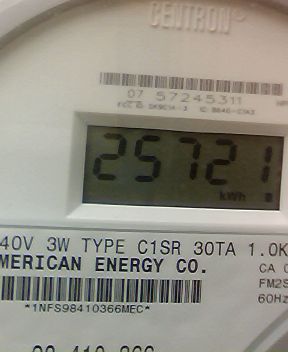 CENTRON®
07 57245311
25721
kWh
40V 3W TYPE C1SR 30TA 1.0K
MERICAN ENERGY CO.
CA 0
FM2S
60Hz
*1NFS98410366MEC*